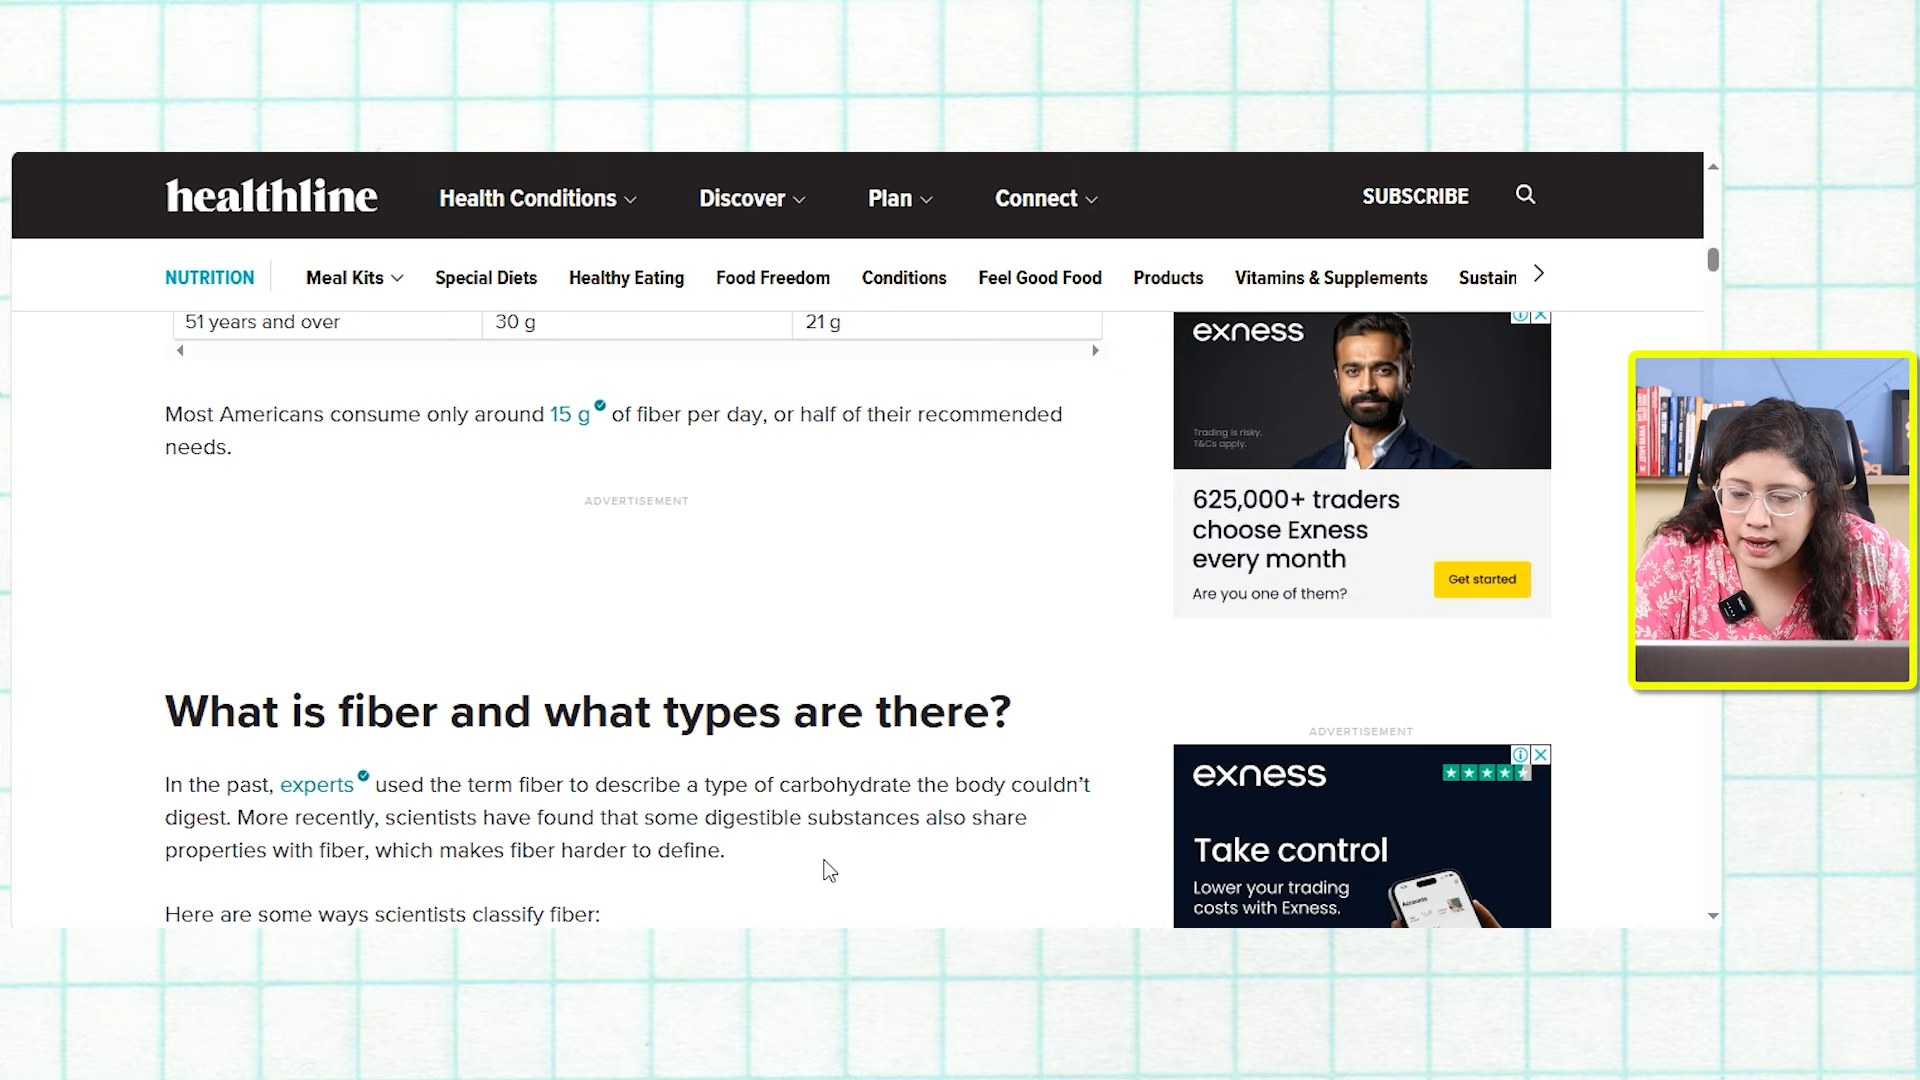 healthline
Health Conditions
Discover
Plan
Connect
SUBSCRIBE
NUTRITION
Meal Kits
Special Diets
Healthy Eating
Food Freedom
Conditions
Feel Good Food
Products
Vitamins & Supplements
Sustain
51 years and over 30 g 21 g
Most Americans consume only around 15 g of fiber per day, or half of their recommended
needs.
ADVERTISEMENT
What is fiber and what types are there?
In the past, experts used the term fiber to describe a type of carbohydrate the body couldn't
digest. More recently, scientists have found that some digestible substances also share
properties with fiber, which makes fiber harder to define.
Here are some ways scientists classify fiber:
exness
Trading is risky.
T&Cs apply.
625,000+ traders
choose Exness
every month
Are you one of them?
Get started
ADVERTISEMENT
exness
Take control
Lower your trading
costs with Exness.
Accounts